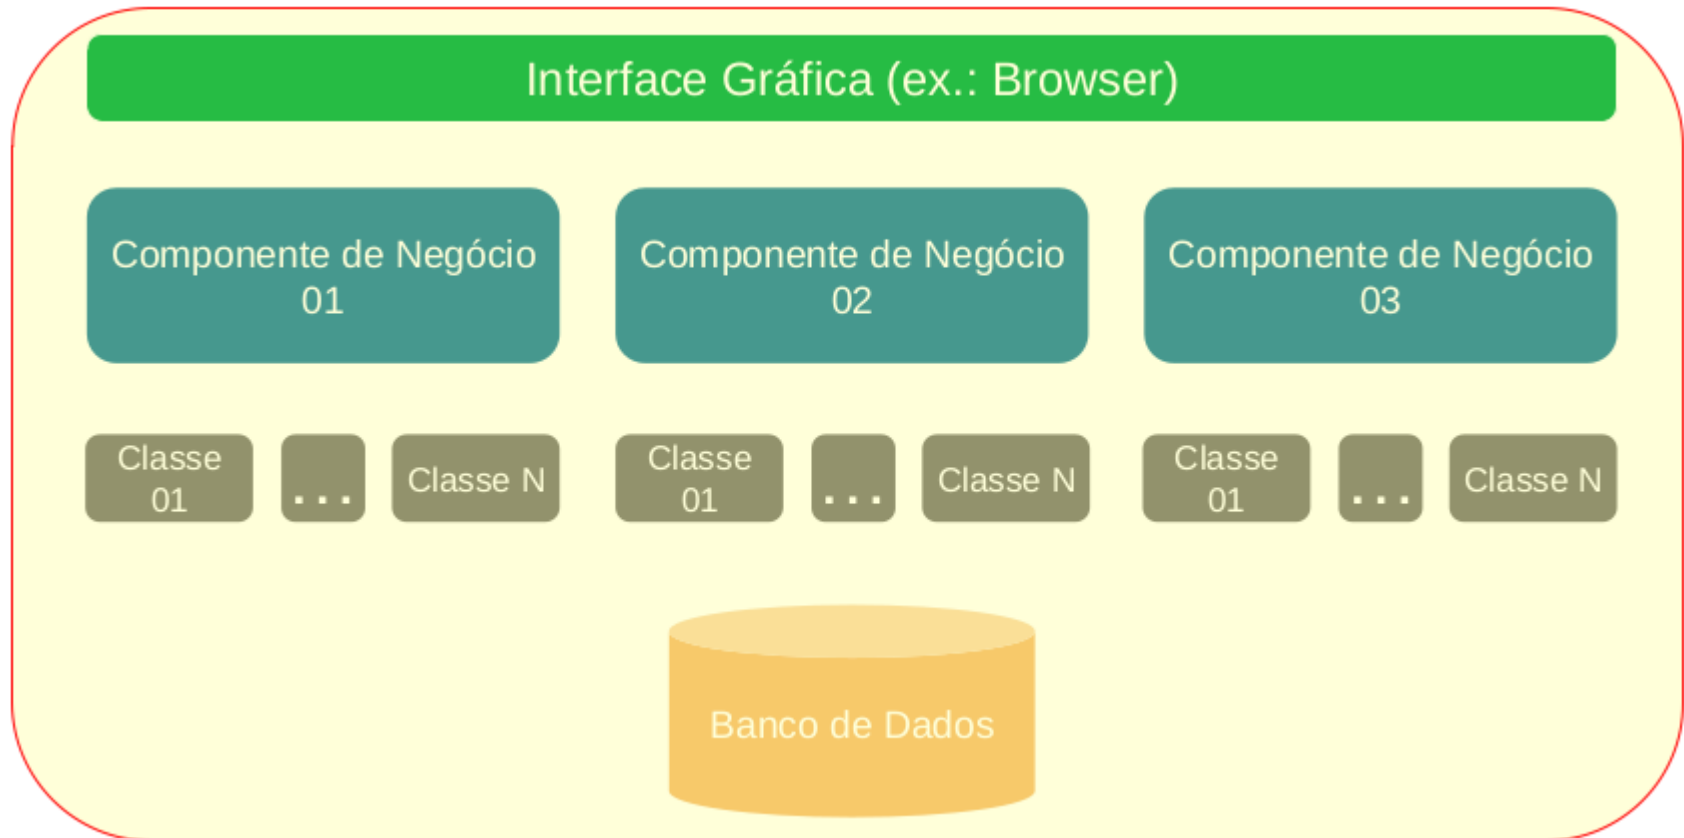 Interface Gráfica (ex.: Browser)
Componente de Negócio
01
Componente de Negócio
02
Componente de Negócio
03
Classe
01
...
Classe N
Classe
01
...
Classe N
Classe
01
...
Classe N
Banco de Dados